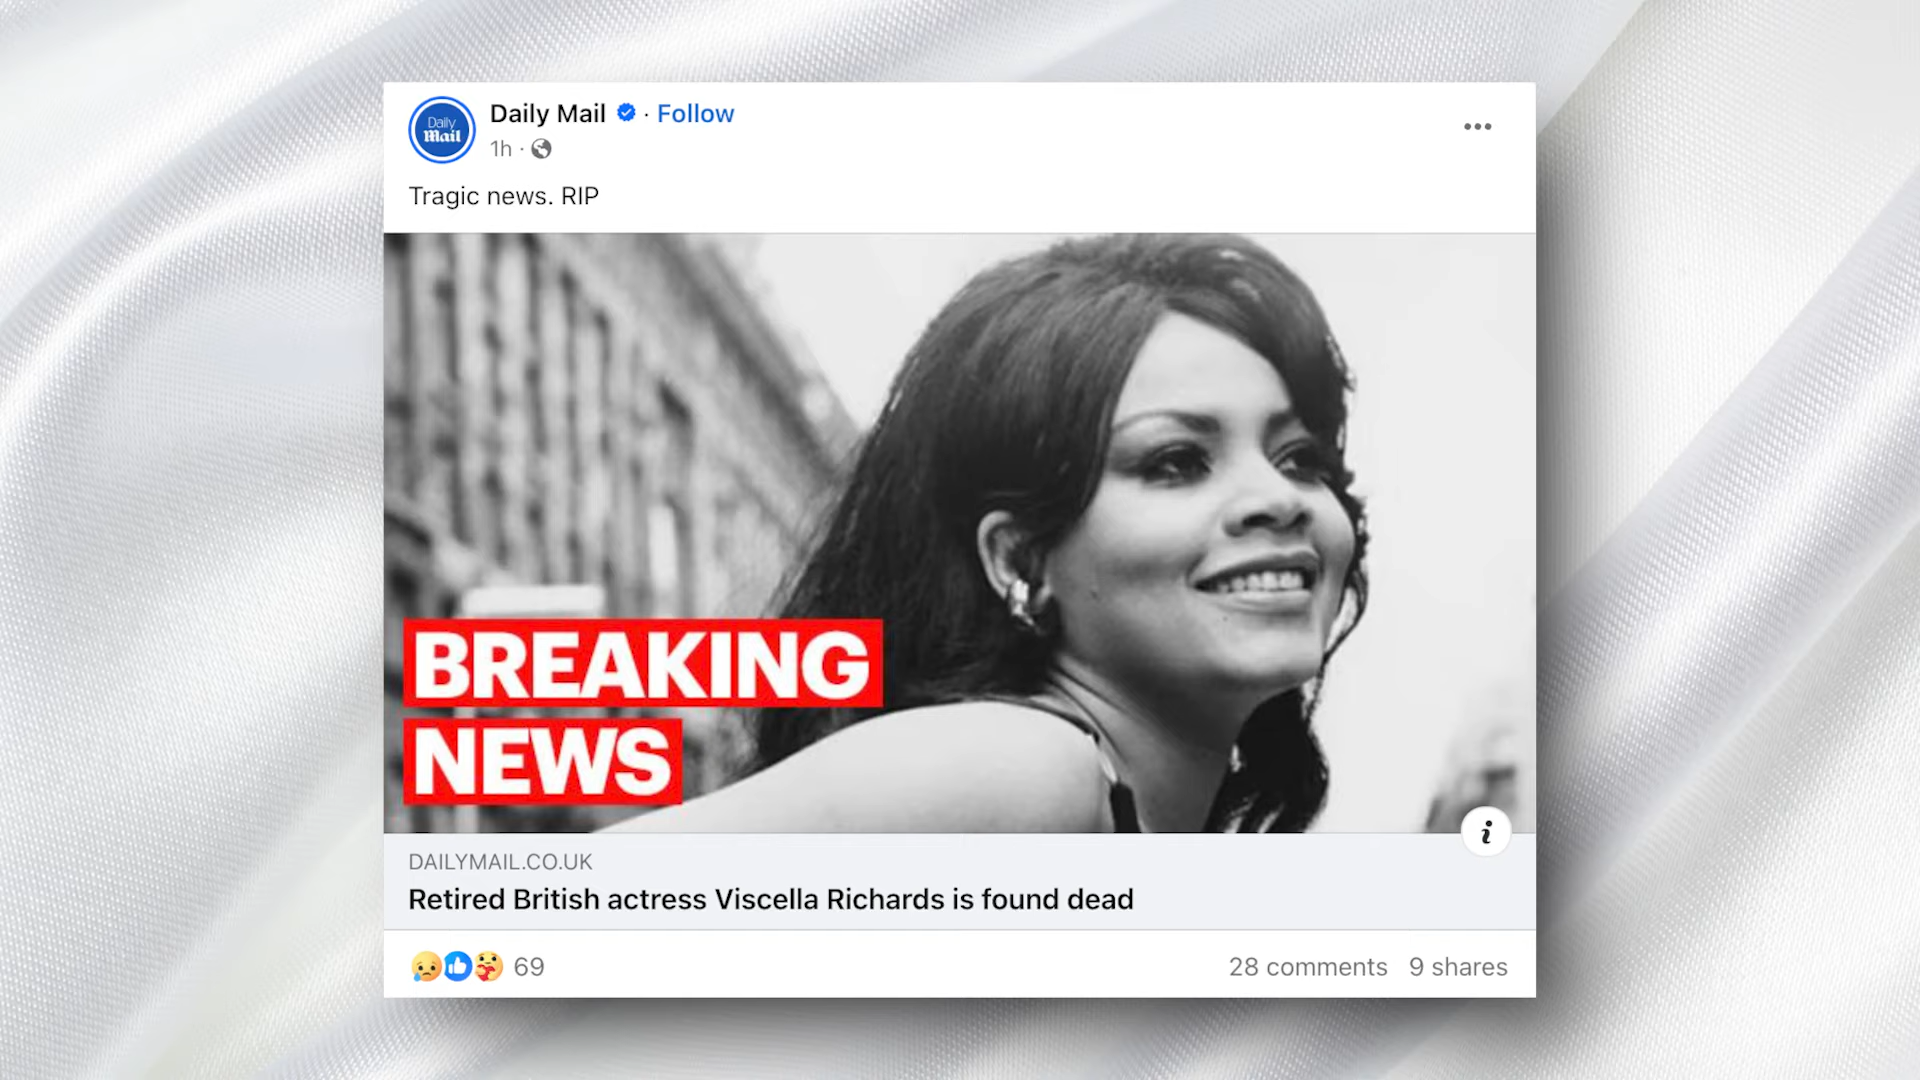 Daily Mail
Daily Mail · Follow
1h ·
Tragic news. RIP
BREAKING
NEWS
i
DAILYMAIL.CO.UK
Retired British actress Viscella Richards is found dead
69
28 comments 9 shares